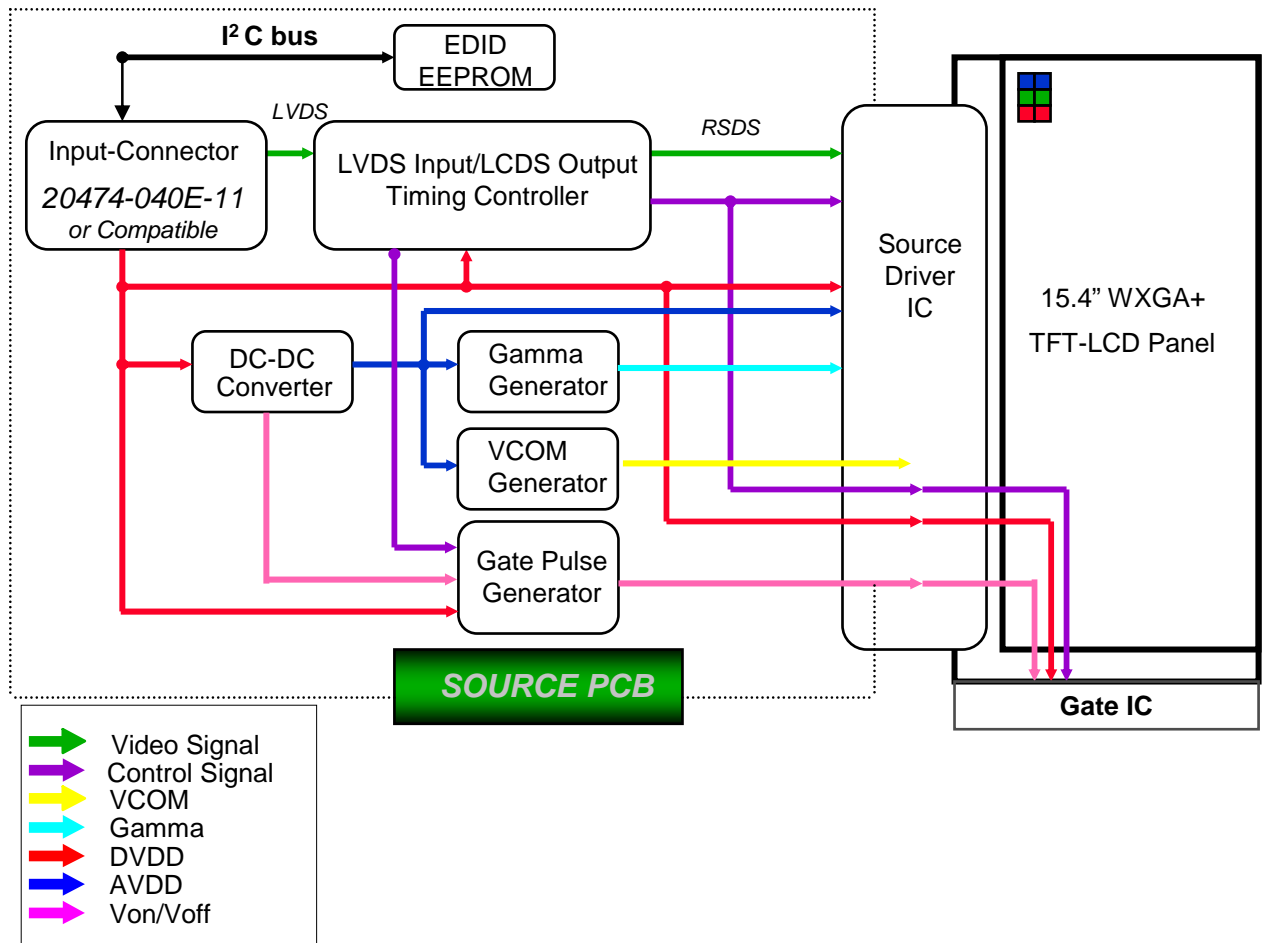 I² C bus
EDID
EEPROM
LVDS
RSDS
Input-Connector
20474-040E-11
or Compatible
LVDS Input/LCDS Output
Timing Controller
Source
Driver
IC
15.4” WXGA+
TFT-LCD Panel
DC-DC
Converter
Gamma
Generator
VCOM
Generator
Gate Pulse
Generator
SOURCE PCB
Gate IC
Video Signal
Control Signal
VCOM
Gamma
DVDD
AVDD
Von/Voff